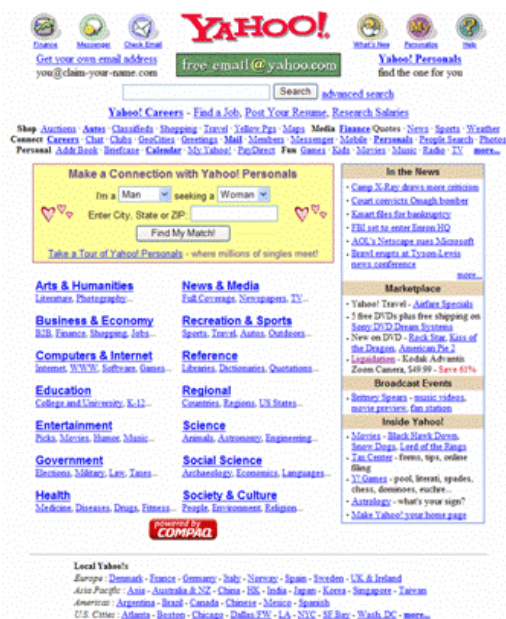 YAHOO!
Finance Messenger Check Email What's New Personalize Help
Get your own email address
you@claim-your-name.com
free email@yahoo.com
Yahoo! Personals
find the one for you
Search advanced search
Yahoo! Careers - Find a Job, Post Your Resume, Research Salaries
Shop Auctions · Autos · Classifieds · Shopping · Travel · Yellow Pgs · Maps Media Finance Quotes · News · Sports · Weather
Connect Careers · Chat · Clubs · GeoCities · Greetings · Mail · Members · Messenger · Mobile · Personals · People Search · Photos
Personal Addr Book · Briefcase · Calendar · My Yahoo! · PayDirect Fun Games · Kids · Movies · Music · Radio · TV more...
Make a Connection with Yahoo! Personals
I'm a Man seeking a Woman
Enter City, State or ZIP:
Find My Match!
Take a Tour of Yahoo! Personals - where millions of singles meet!
Arts & Humanities
Literature, Photography...
News & Media
Full Coverage, Newspapers, TV...
Business & Economy
B2B, Finance, Shopping, Jobs...
Recreation & Sports
Sports, Travel, Autos, Outdoors...
Computers & Internet
Internet, WWW, Software, Games...
Reference
Libraries, Dictionaries, Quotations...
Education
College and University, K-12...
Regional
Countries, Regions, US States...
Entertainment
Picks, Movies, Humor, Music...
Science
Animals, Astronomy, Engineering...
Government
Elections, Military, Law, Taxes...
Social Science
Archaeology, Economics, Languages...
Health
Medicine, Diseases, Drugs, Fitness...
Society & Culture
People, Environment, Religion...
powered by
COMPAQ
In the News
· Camp X-Ray draws more criticism
· Court convicts Omagh bomber
· Kmart files for bankruptcy
· FBI set to enter Enron HQ
· AOL's Netscape sues Microsoft
· Brawl erupts at Tyson-Lewis
news conference
more...
Marketplace
· Yahoo! Travel - Airfare Specials
· 5 free DVDs plus free shipping on
Sony DVD Dream Systems
· New on DVD - Rock Star, Kiss of
the Dragon, American Pie 2
· Liquidation - Kodak Advantix
Zoom Camera, $49.99 - Save 61%
Broadcast Events
· Britney Spears - music videos,
movie preview, fan station
Inside Yahoo!
· Movies - Black Hawk Down,
Snow Dogs, Lord of the Rings
· Tax Center - forms, tips, online
filing
· Y! Games - pool, literati, spades,
chess, dominoes, euchre...
· Astrology - what's your sign?
· Make Yahoo! your home page
Local Yahoo!s
Europe : Denmark - France - Germany - Italy - Norway - Spain - Sweden - UK & Ireland
Asia Pacific : Asia - Australia & NZ - China - HK - India - Japan - Korea - Singapore - Taiwan
Americas : Argentina - Brazil - Canada - Chinese - Mexico - Spanish
U.S. Cities : Atlanta - Boston - Chicago - Dallas/FW - LA - NYC - SF Bay - Wash. DC - more...